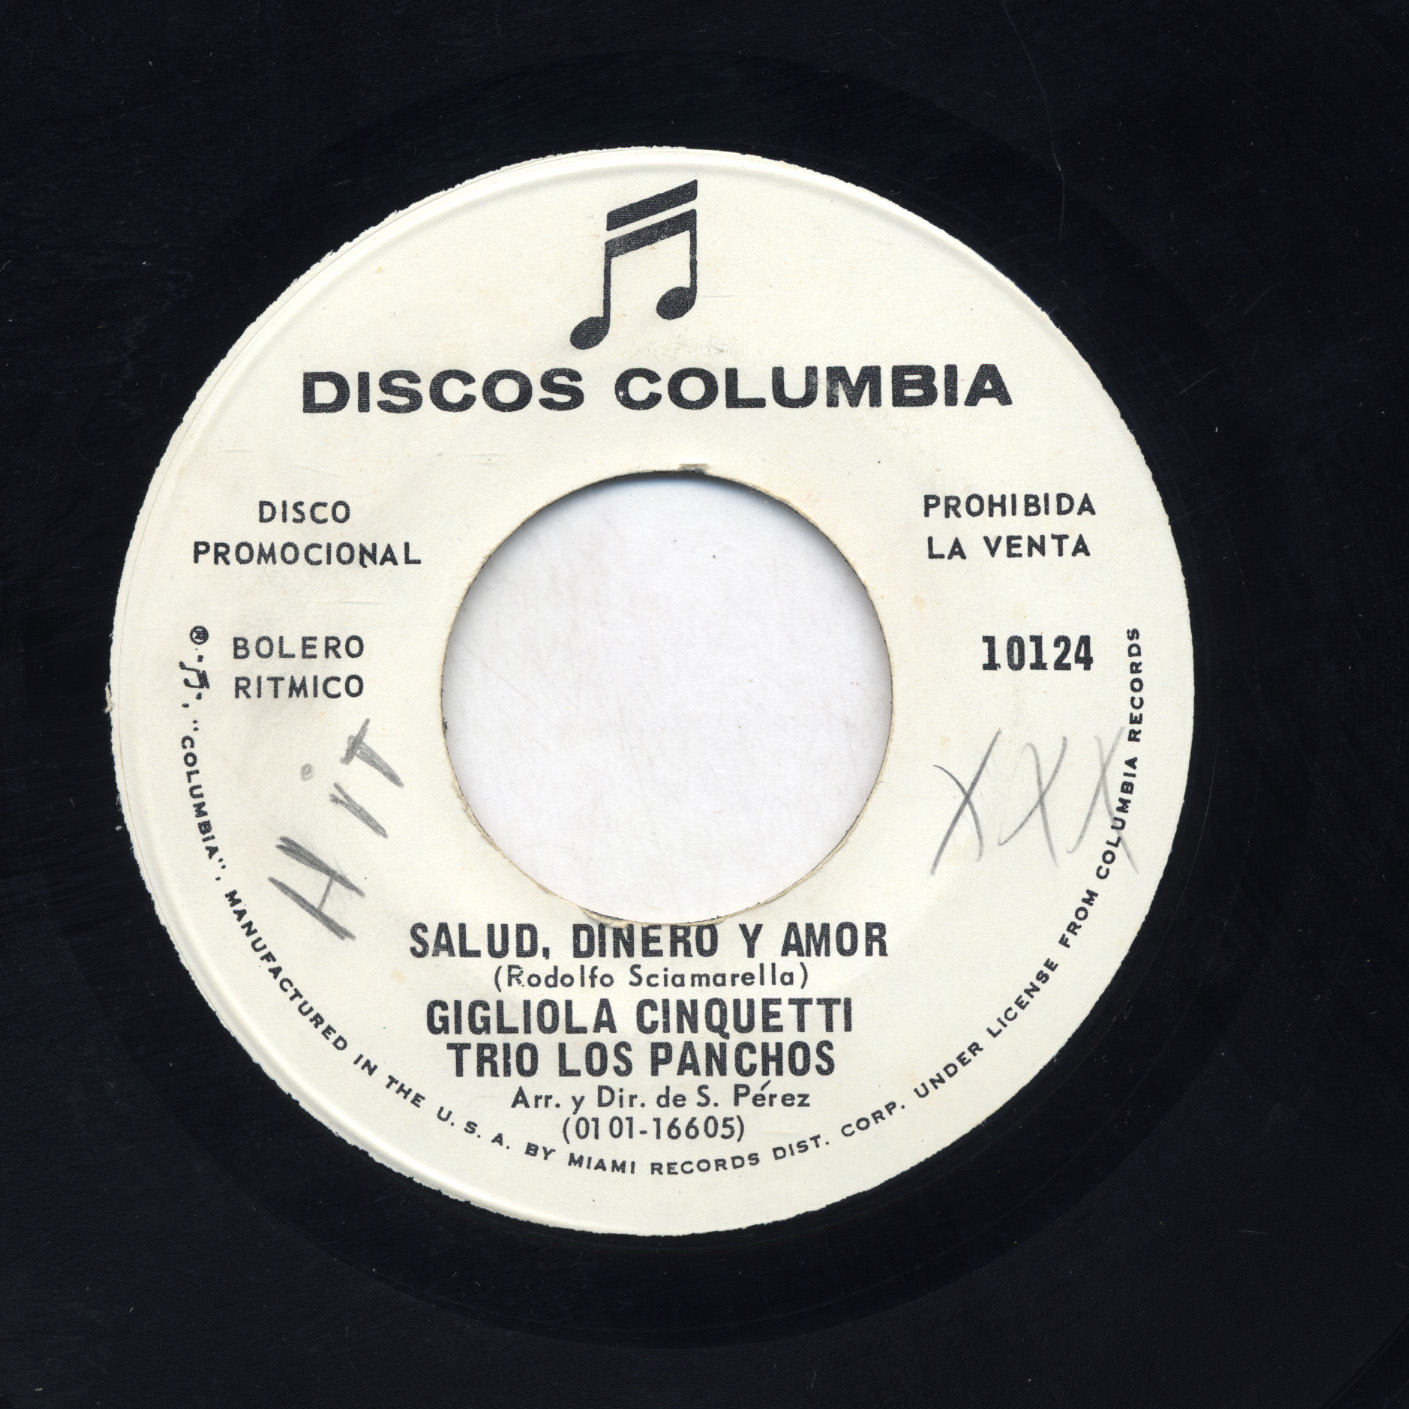 DISCOS COLUMBIA
DISCO
PROMOCIONAL
PROHIBIDA
LA VENTA
BOLERO
RITMICO
10124
HIT
XXX
SALUD, DINERO Y AMOR
(Rodolfo Sciamarella)
GIGLIOLA CINQUETTI
TRIO LOS PANCHOS
Arr. y Dir. de S. Pérez
(0101-16605)
®, "COLUMBIA", MANUFACTURED IN THE U. S. A. BY MIAMI RECORDS DIST. CORP. UNDER LICENSE FROM COLUMBIA RECORDS